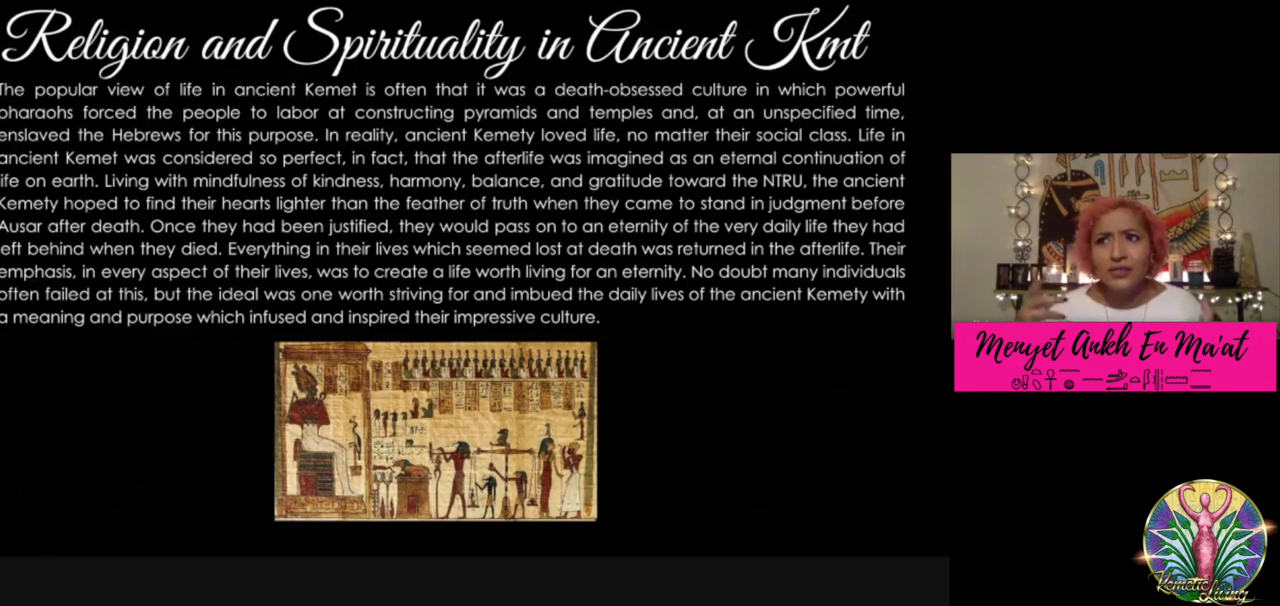 Religion and Spirituality in Ancient Kmt
The popular view of life in ancient Kemet is often that it was a death-obsessed culture in which powerful
pharaohs forced the people to labor at constructing pyramids and temples and, at an unspecified time,
enslaved the Hebrews for this purpose. In reality, ancient Kemety loved life, no matter their social class. Life in
ancient Kemet was considered so perfect, in fact, that the afterlife was imagined as an eternal continuation of
life on earth. Living with mindfulness of kindness, harmony, balance, and gratitude toward the NTRU, the ancient
Kemety hoped to find their hearts lighter than the feather of truth when they came to stand in judgment before
Ausar after death. Once they had been justified, they would pass on to an eternity of the very daily life they had
left behind when they died. Everything in their lives which seemed lost at death was returned in the afterlife. Their
emphasis, in every aspect of their lives, was to create a life worth living for an eternity. No doubt many individuals
often failed at this, but the ideal was one worth striving for and imbued the daily lives of the ancient Kemety with
a meaning and purpose which infused and inspired their impressive culture.
Menyet Ankh En Ma'at
Kemetic Living